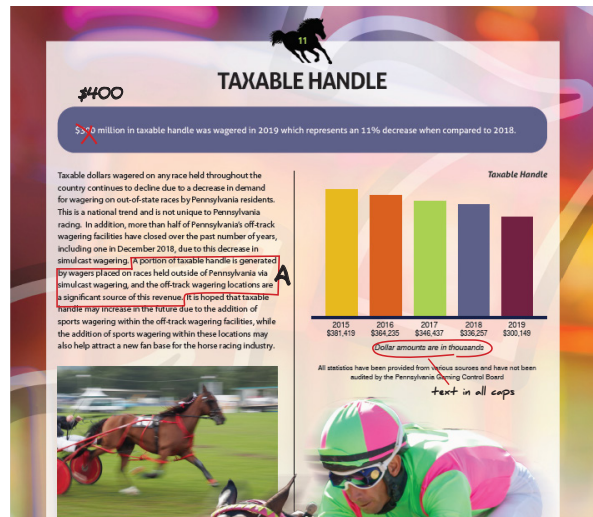 11
TAXABLE HANDLE
$400
$300 million in taxable handle was wagered in 2019 which represents an 11% decrease when compared to 2018.
Taxable dollars wagered on any race held throughout the
country continues to decline due to a decrease in demand
for wagering on out-of-state races by Pennsylvania residents.
This is a national trend and is not unique to Pennsylvania
racing. In addition, more than half of Pennsylvania's off-track
wagering facilities have closed over the past number of years,
including one in December 2018, due to this decrease in
simulcast wagering. A portion of taxable handle is generated
by wagers placed on races held outside of Pennsylvania via
simulcast wagering, and the off-track wagering locations are
a significant source of this revenue. It is hoped that taxable
handle may increase in the future due to the addition of
sports wagering within the off-track wagering facilities, while
the addition of sports wagering within these locations may
also help attract a new fan base for the horse racing industry.
A
Taxable Handle
2015 2016 2017 2018 2019
$381,419 $364,235 $346,437 $336,257 $300,149
Dollar amounts are in thousands
All statistics have been provided from various sources and have not been
audited by the Pennsylvania Gaming Control Board
text in all caps